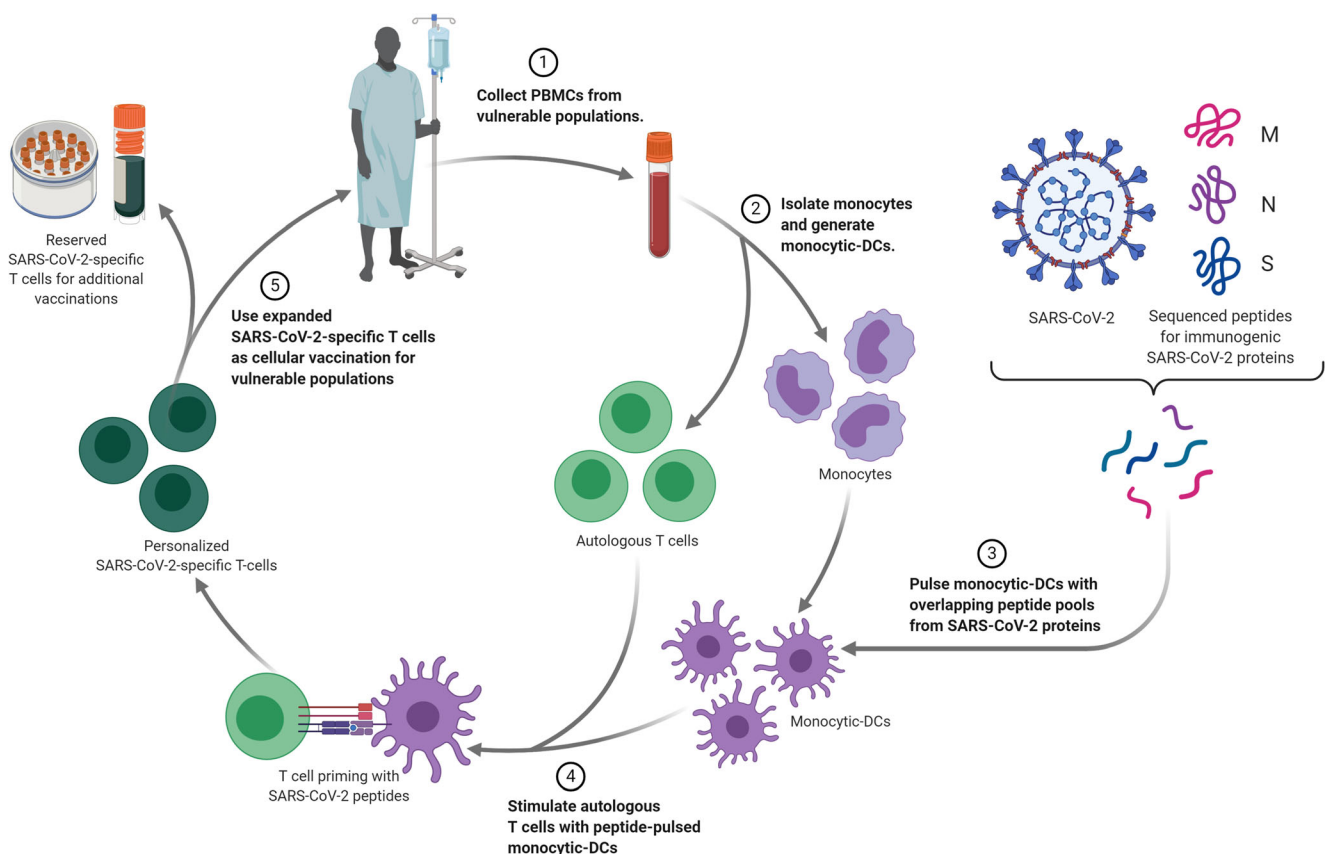 1
Collect PBMCs from
vulnerable populations.
2
Isolate monocytes
and generate
monocytic-DCs.
M
N
S
SARS-CoV-2
Sequenced peptides
for immunogenic
SARS-CoV-2 proteins
Reserved
SARS-CoV-2-specific
T cells for additional
vaccinations
5
Use expanded
SARS-CoV-2-specific T cells
as cellular vaccination for
vulnerable populations
Monocytes
Autologous T cells
Personalized
SARS-CoV-2-specific T-cells
3
Pulse monocytic-DCs with
overlapping peptide pools
from SARS-CoV-2 proteins
Monocytic-DCs
T cell priming with
SARS-CoV-2 peptides
4
Stimulate autologous
T cells with peptide-pulsed
monocytic-DCs